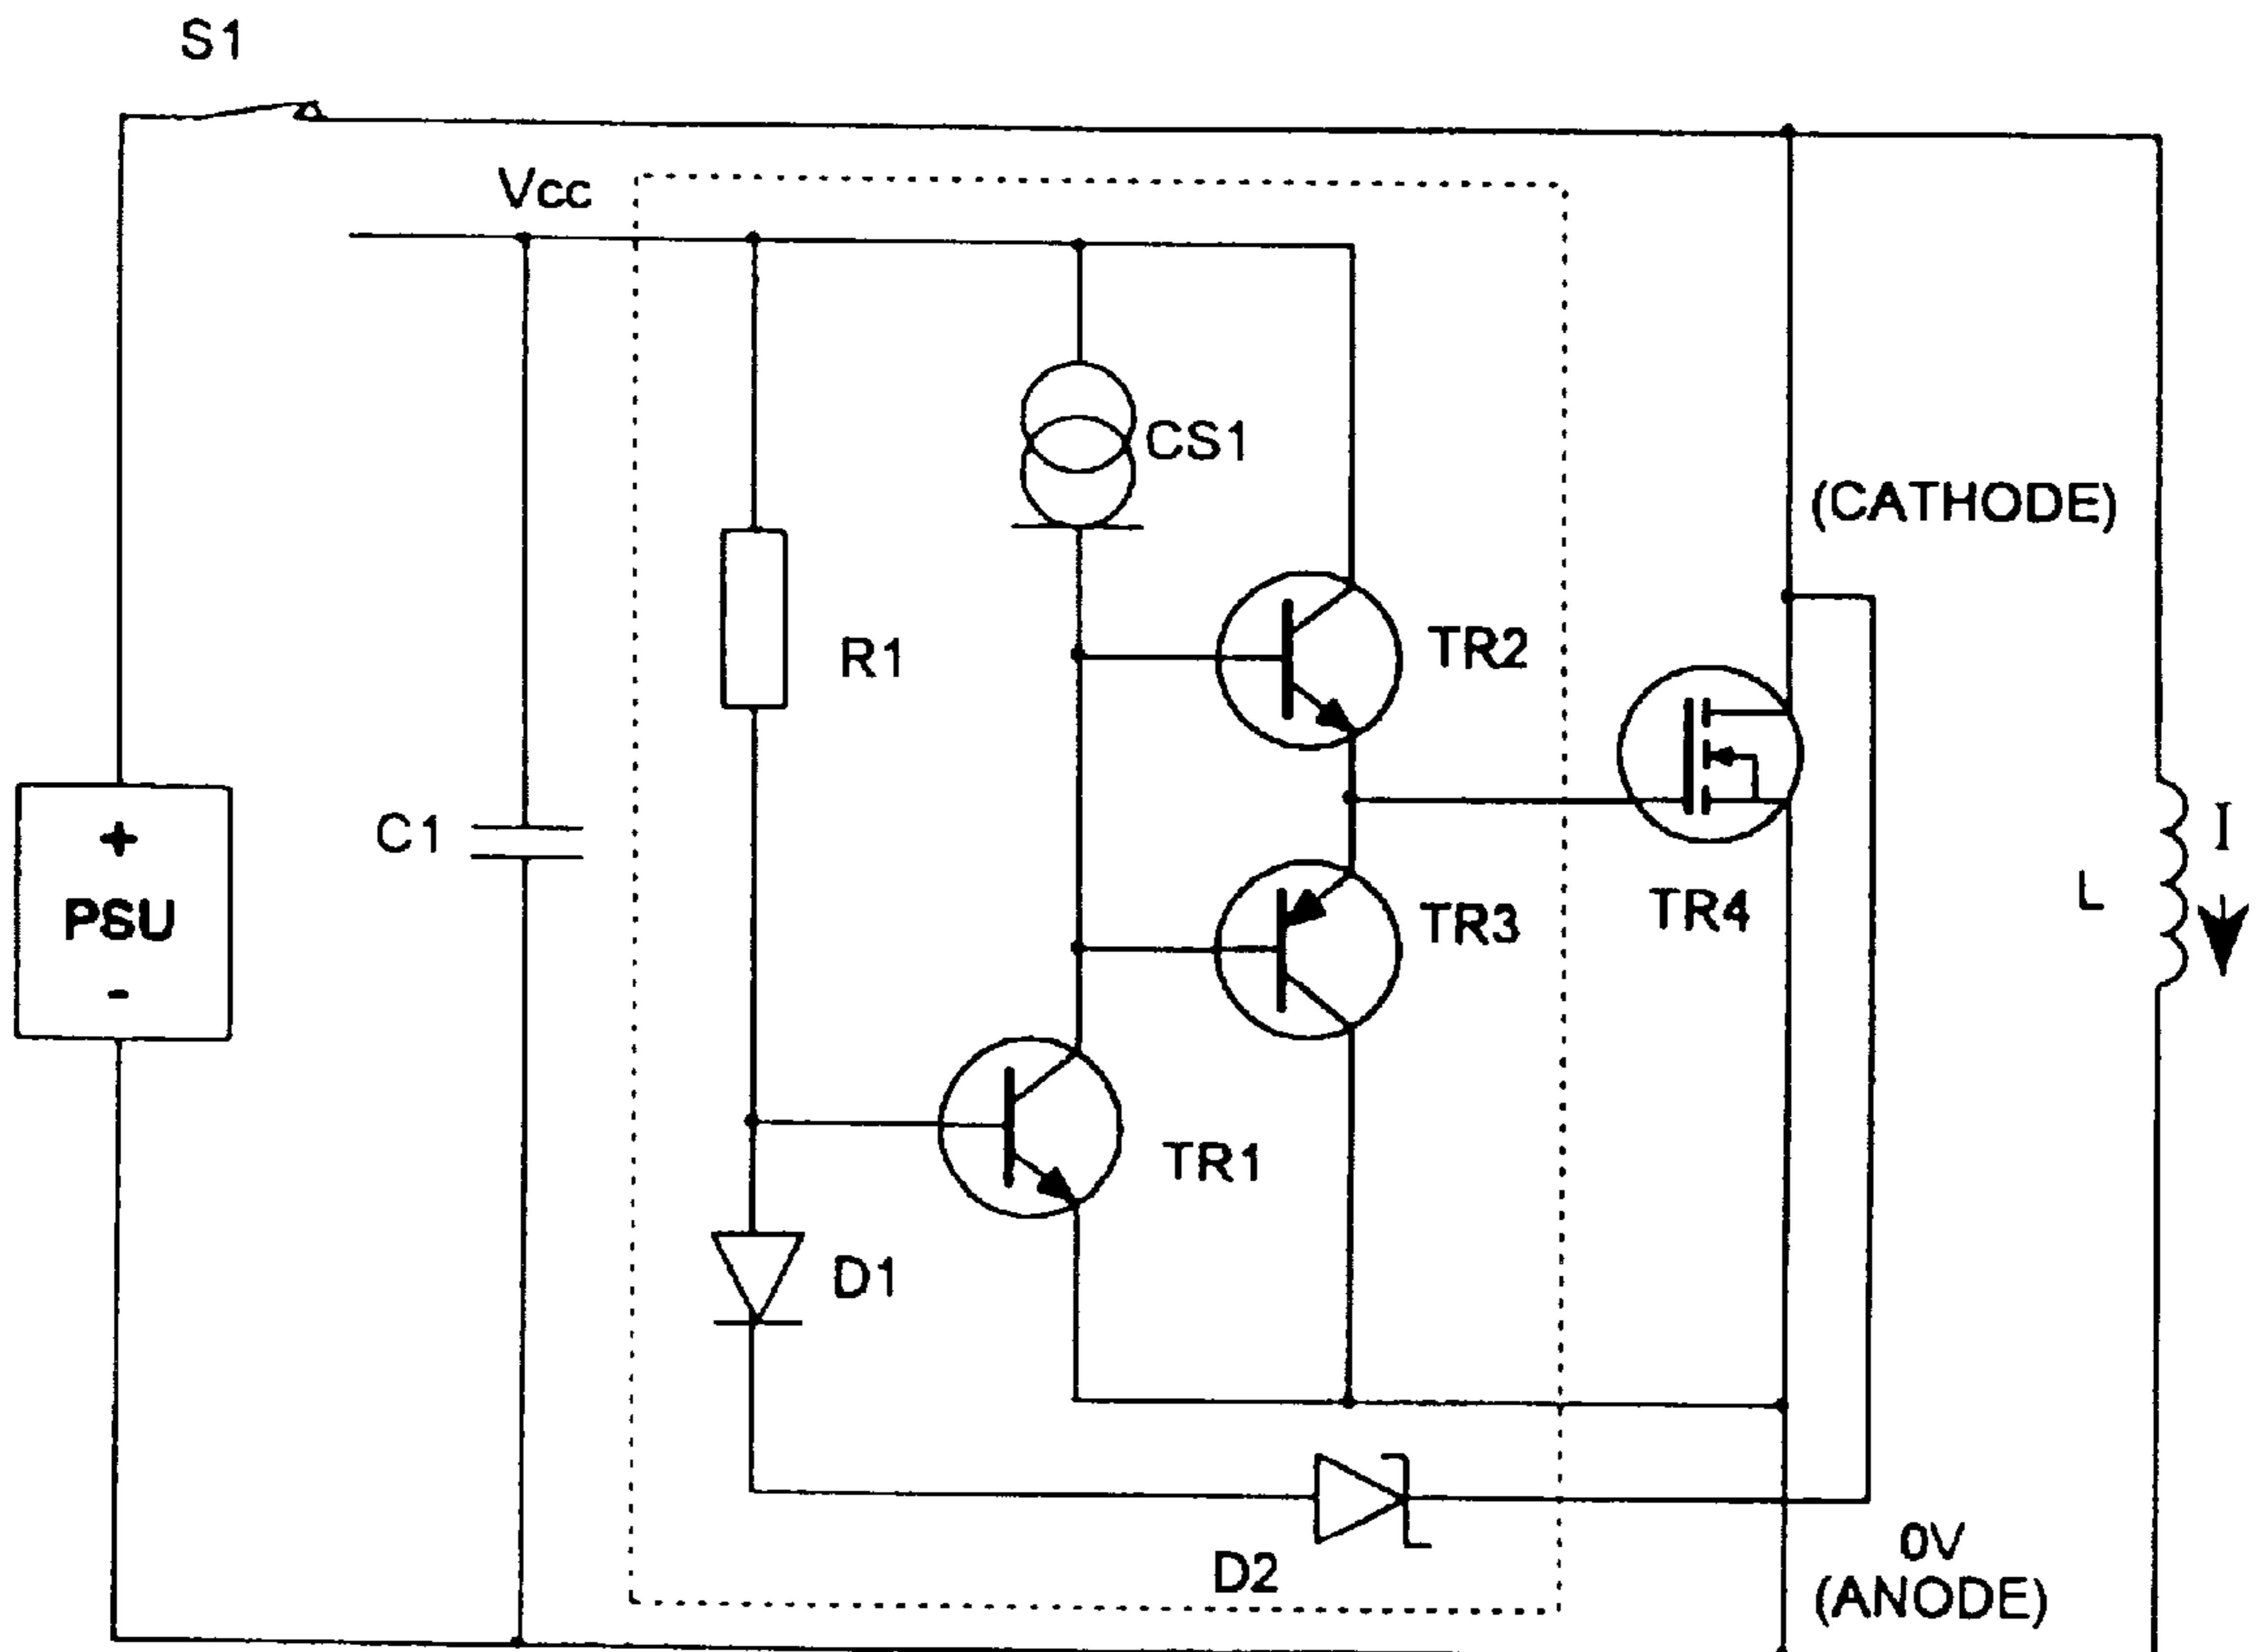 S1
Vcc
CS1
(CATHODE)
R1
TR2
+
PSU
-
C1
TR3
TR4
L
I
TR1
D1
D2
0V
(ANODE)